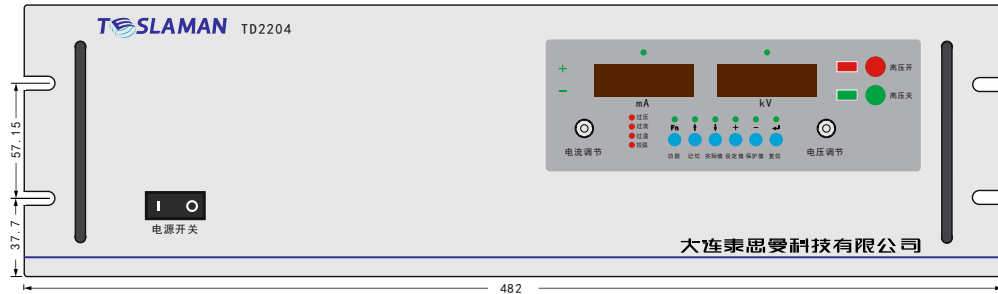 TESLAMAN TD2204
+
−
mA
kV
高压开
高压关
过压
过流
过温
拉弧
Fn
+
−
电流调节
功能 记忆 实际值 设定值 保护值 复位
电压调节
57.15
37.7
I O
电源开关
大连泰思曼科技有限公司
482